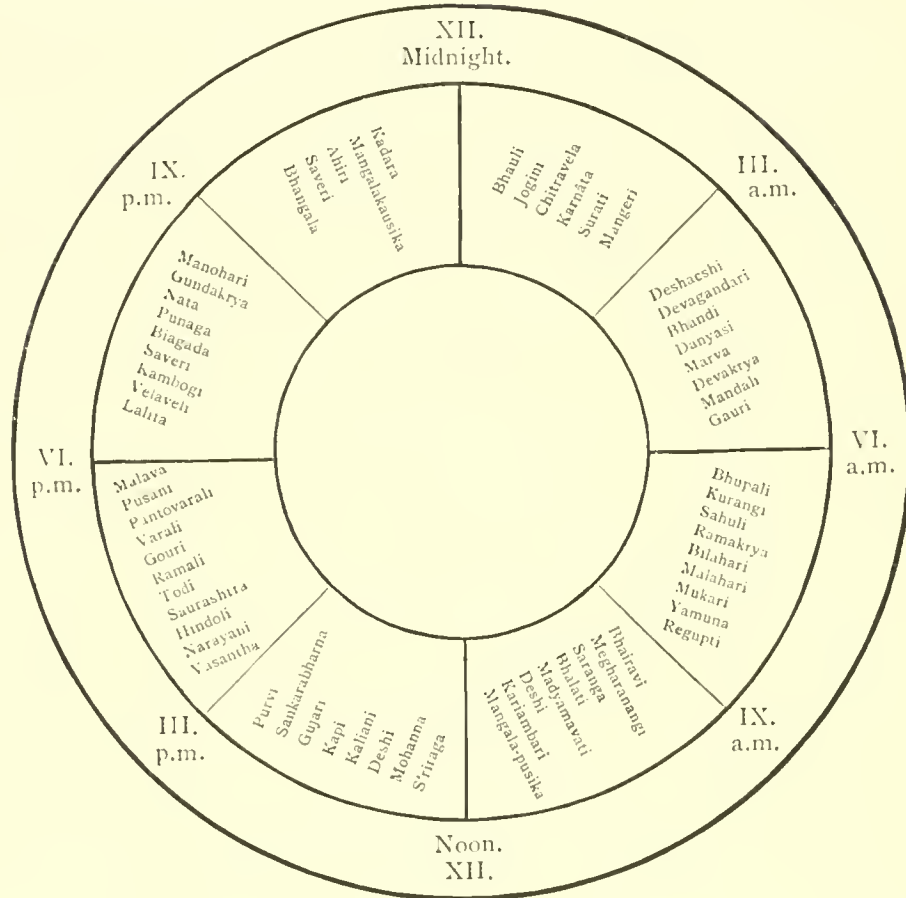 XII.
Midnight.
III.
a.m.
VI.
a.m.
IX.
a.m.
Noon.
XII.
III.
p.m.
VI.
p.m.
IX.
p.m.
Bhauli
Jogini
Chitravela
Karnâta
Surati
Mangeri
Deshacshi
Devagandari
Bhandi
Danyasi
Marva
Devakrya
Mandah
Gauri
Bhupali
Kurangi
Sahuli
Ramakrya
Bilahari
Malahari
Mukari
Yamuna
Regupti
Bhairavi
Megharanangi
Saranga
Bhalati
Madyamavati
Deshi
Kariambari
Mangala-pusika
Purvi
Sankarabharna
Gujari
Kapi
Kaliani
Deshi
Mohanna
S'riraga
Malava
Pusani
Pantovarali
Varali
Gouri
Ramali
Todi
Saurashtra
Hindoli
Narayani
Vasantha
Manohari
Gundakrya
Nata
Punaga
Biagada
Saveri
Kambogi
Velaveli
Lalita
Bhangala
Saveri
Ahiri
Mangalakausika
Kadara